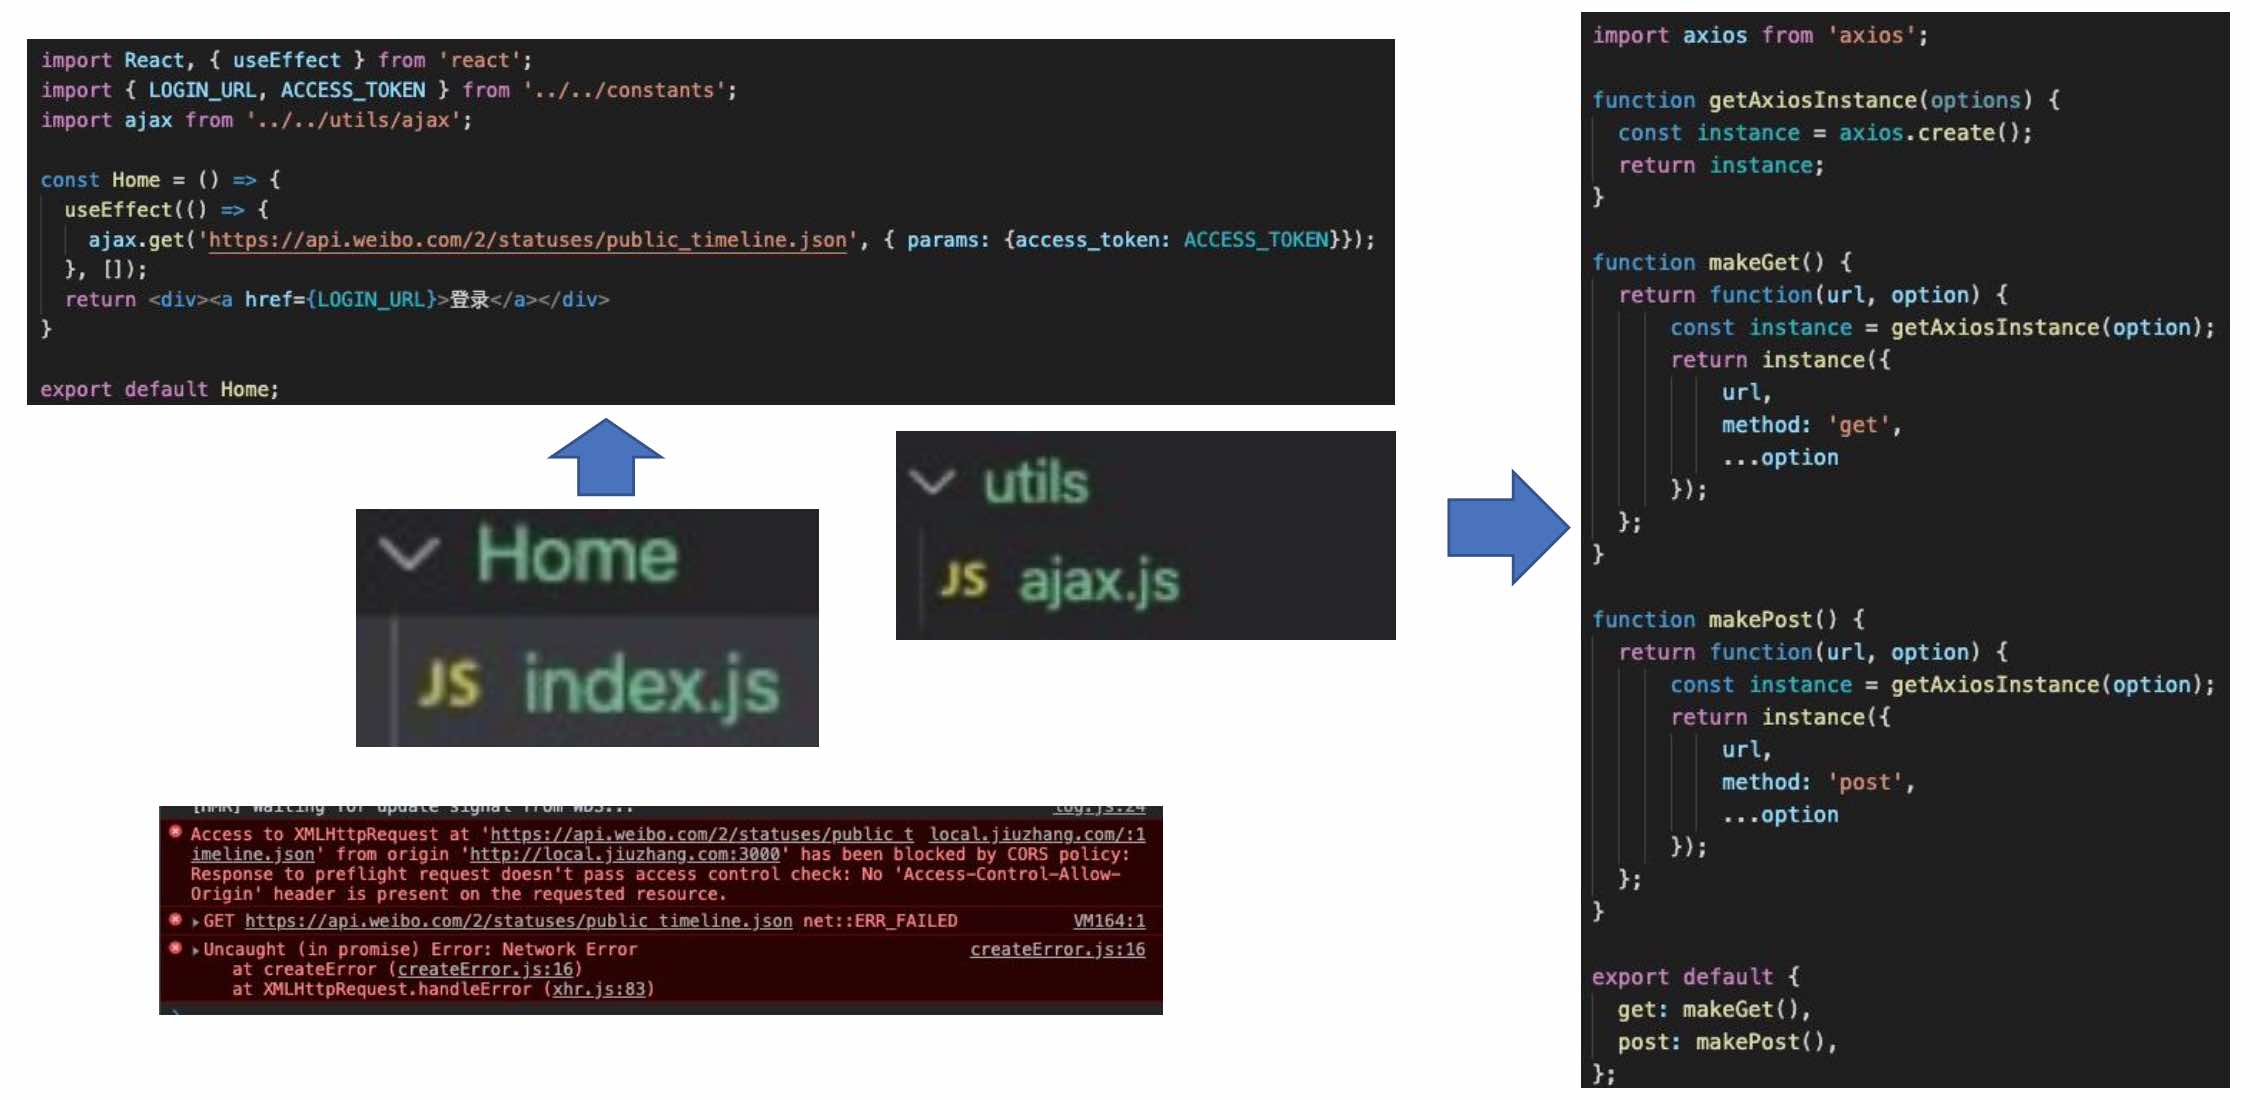 import React, { useEffect } from 'react';
import { LOGIN_URL, ACCESS_TOKEN } from '../../constants';
import ajax from '../../utils/ajax';
const Home = () => {
useEffect(() => {
ajax.get('https://api.weibo.com/2/statuses/public_timeline.json', { params: {access_token: ACCESS_TOKEN}});
}, []);
return <div><a href={LOGIN_URL}>登录</a></div>
}
export default Home;
Home
JS index.js
utils
JS ajax.js
[HMR] Waiting for update signal from WDS... log.js:24
Access to XMLHttpRequest at 'https://api.weibo.com/2/statuses/public_t local.jiuzhang.com/:1
imeline.json' from origin 'http://local.jiuzhang.com:3000' has been blocked by CORS policy:
Response to preflight request doesn't pass access control check: No 'Access-Control-Allow-
Origin' header is present on the requested resource.
GET https://api.weibo.com/2/statuses/public_timeline.json net::ERR_FAILED VM164:1
Uncaught (in promise) Error: Network Error createError.js:16
at createError (createError.js:16)
at XMLHttpRequest.handleError (xhr.js:83)
import axios from 'axios';
function getAxiosInstance(options) {
const instance = axios.create();
return instance;
}
function makeGet() {
return function(url, option) {
const instance = getAxiosInstance(option);
return instance({
url,
method: 'get',
...option
});
};
}
function makePost() {
return function(url, option) {
const instance = getAxiosInstance(option);
return instance({
url,
method: 'post',
...option
});
};
}
export default {
get: makeGet(),
post: makePost(),
};